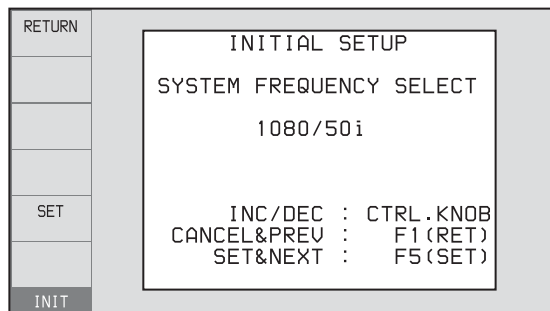 RETURN
SET
INIT
INITIAL SETUP
SYSTEM FREQUENCY SELECT
1080/50i
INC/DEC : CTRL.KNOB
CANCEL&PREV : F1(RET)
SET&NEXT : F5(SET)